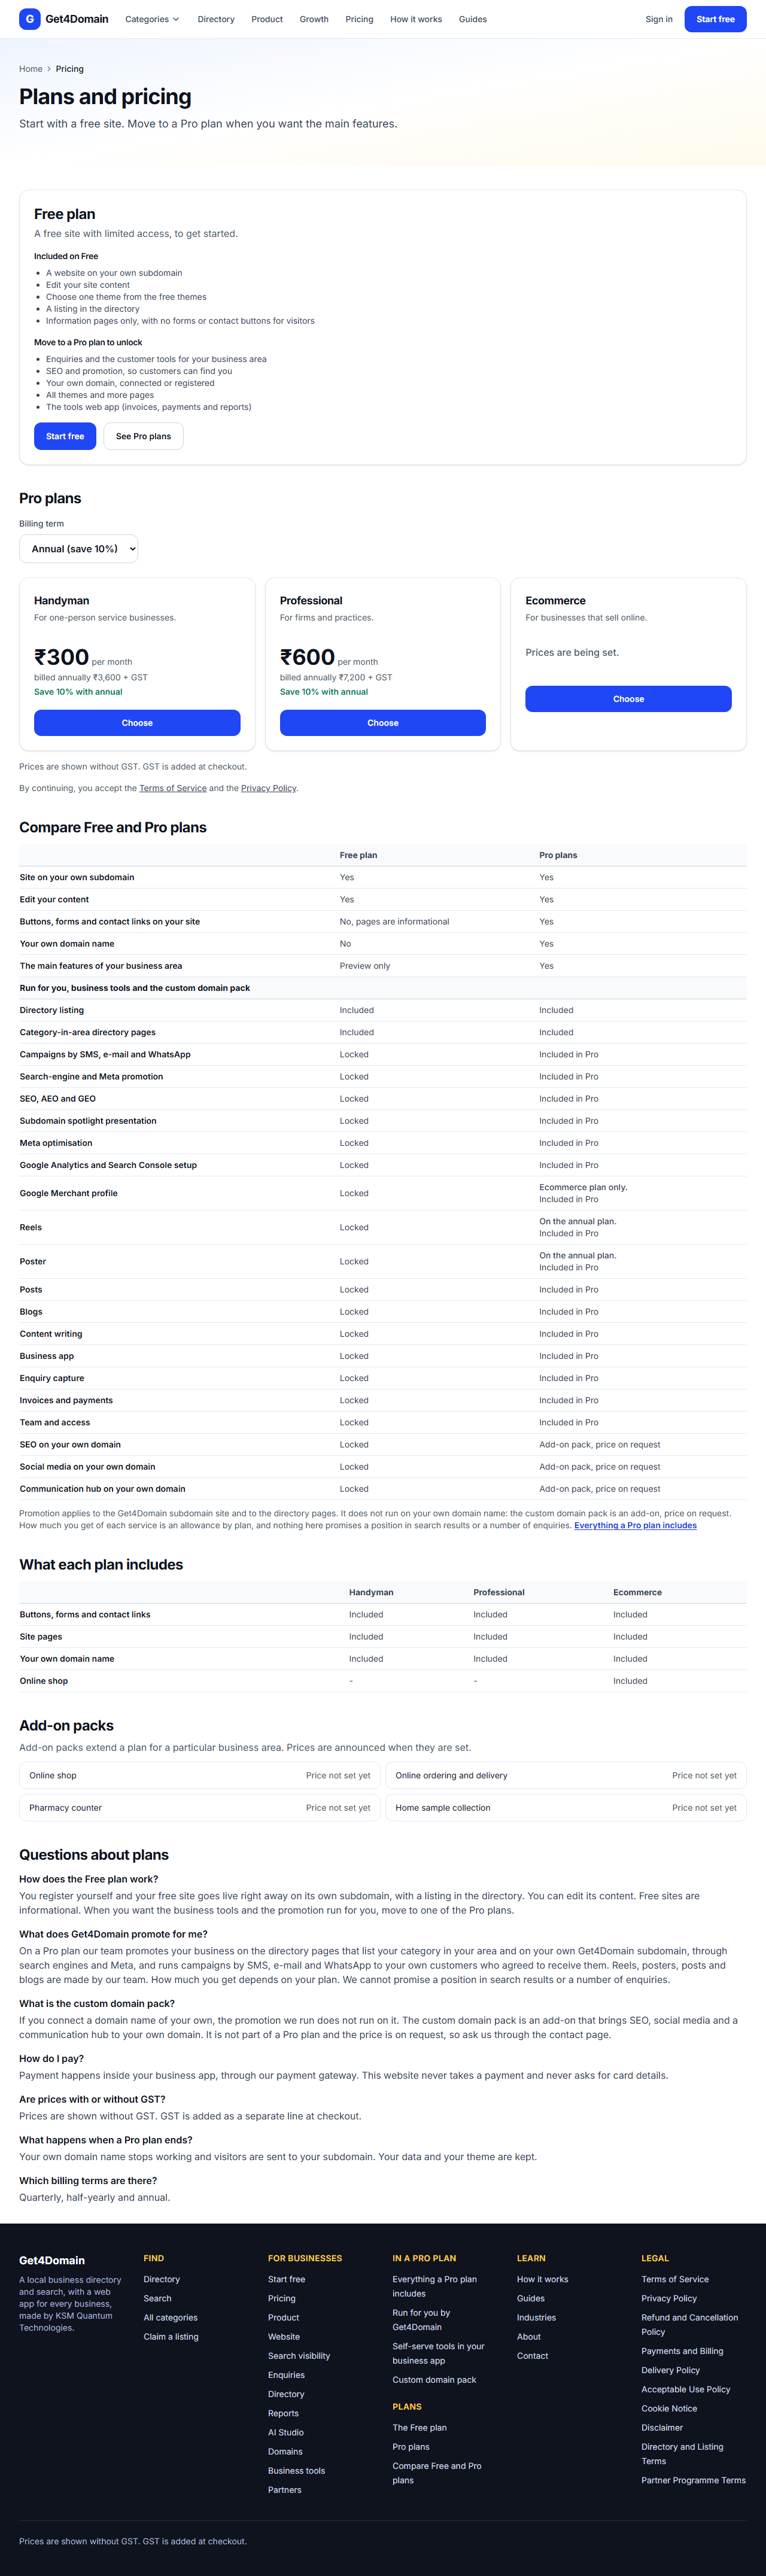 G Get4Domain Categories Directory Product Growth Pricing How it works Guides Sign in Start free
Home > Pricing
Plans and pricing
Start with a free site. Move to a Pro plan when you want the main features.
Free plan
A free site with limited access, to get started.
Included on Free
• A website on your own subdomain
• Edit your site content
• Choose one theme from the free themes
• A listing in the directory
• Information pages only, with no forms or contact buttons for visitors
Move to a Pro plan to unlock
• Enquiries and the customer tools for your business area
• SEO and promotion, so customers can find you
• Your own domain, connected or registered
• All themes and more pages
• The tools web app (invoices, payments and reports)
Start free See Pro plans
Pro plans
Billing term
Annual (save 10%)
Handyman
For one-person service businesses.
₹300 per month
billed annually ₹3,600 + GST
Save 10% with annual
Choose
Professional
For firms and practices.
₹600 per month
billed annually ₹7,200 + GST
Save 10% with annual
Choose
Ecommerce
For businesses that sell online.
Prices are being set.
Choose
Prices are shown without GST. GST is added at checkout.
By continuing, you accept the Terms of Service and the Privacy Policy.
Compare Free and Pro plans
Free plan Pro plans
Site on your own subdomain Yes Yes
Edit your content Yes Yes
Buttons, forms and contact links on your site No, pages are informational Yes
Your own domain name No Yes
The main features of your business area Preview only Yes
Run for you, business tools and the custom domain pack
Directory listing Included Included
Category-in-area directory pages Included Included
Campaigns by SMS, e-mail and WhatsApp Locked Included in Pro
Search-engine and Meta promotion Locked Included in Pro
SEO, AEO and GEO Locked Included in Pro
Subdomain spotlight presentation Locked Included in Pro
Meta optimisation Locked Included in Pro
Google Analytics and Search Console setup Locked Included in Pro
Google Merchant profile Locked Ecommerce plan only.
Included in Pro
Reels Locked On the annual plan.
Included in Pro
Poster Locked On the annual plan.
Included in Pro
Posts Locked Included in Pro
Blogs Locked Included in Pro
Content writing Locked Included in Pro
Business app Locked Included in Pro
Enquiry capture Locked Included in Pro
Invoices and payments Locked Included in Pro
Team and access Locked Included in Pro
SEO on your own domain Locked Add-on pack, price on request
Social media on your own domain Locked Add-on pack, price on request
Communication hub on your own domain Locked Add-on pack, price on request
Promotion applies to the Get4Domain subdomain site and to the directory pages. It does not run on your own domain name: the custom domain pack is an add-on, price on request.
How much you get of each service is an allowance by plan, and nothing here promises a position in search results or a number of enquiries. Everything a Pro plan includes
What each plan includes
Handyman Professional Ecommerce
Buttons, forms and contact links Included Included Included
Site pages Included Included Included
Your own domain name Included Included Included
Online shop - - Included
Add-on packs
Add-on packs extend a plan for a particular business area. Prices are announced when they are set.
Online shop Price not set yet
Online ordering and delivery Price not set yet
Pharmacy counter Price not set yet
Home sample collection Price not set yet
Questions about plans
How does the Free plan work?
You register yourself and your free site goes live right away on its own subdomain, with a listing in the directory. You can edit its content. Free sites are
informational. When you want the business tools and the promotion run for you, move to one of the Pro plans.
What does Get4Domain promote for me?
On a Pro plan our team promotes your business on the directory pages that list your category in your area and on your own Get4Domain subdomain, through
search engines and Meta, and runs campaigns by SMS, e-mail and WhatsApp to your own customers who agreed to receive them. Reels, posters, posts and
blogs are made by our team. How much you get depends on your plan. We cannot promise a position in search results or a number of enquiries.
What is the custom domain pack?
If you connect a domain name of your own, the promotion we run does not run on it. The custom domain pack is an add-on that brings SEO, social media and a
communication hub to your own domain. It is not part of a Pro plan and the price is on request, so ask us through the contact page.
How do I pay?
Payment happens inside your business app, through our payment gateway. This website never takes a payment and never asks for card details.
Are prices with or without GST?
Prices are shown without GST. GST is added as a separate line at checkout.
What happens when a Pro plan ends?
Your own domain name stops working and visitors are sent to your subdomain. Your data and your theme are kept.
Which billing terms are there?
Quarterly, half-yearly and annual.
Get4Domain
A local business directory
and search, with a web
app for every business,
made by KSM Quantum
Technologies.
FIND
Directory
Search
All categories
Claim a listing
FOR BUSINESSES
Start free
Pricing
Product
Website
Search visibility
Enquiries
Directory
Reports
AI Studio
Domains
Business tools
Partners
IN A PRO PLAN
Everything a Pro plan
includes
Run for you by
Get4Domain
Self-serve tools in your
business app
Custom domain pack
PLANS
The Free plan
Pro plans
Compare Free and Pro
plans
LEARN
How it works
Guides
Industries
About
Contact
LEGAL
Terms of Service
Privacy Policy
Refund and Cancellation
Policy
Payments and Billing
Delivery Policy
Acceptable Use Policy
Cookie Notice
Disclaimer
Directory and Listing
Terms
Partner Programme Terms
Prices are shown without GST. GST is added at checkout.